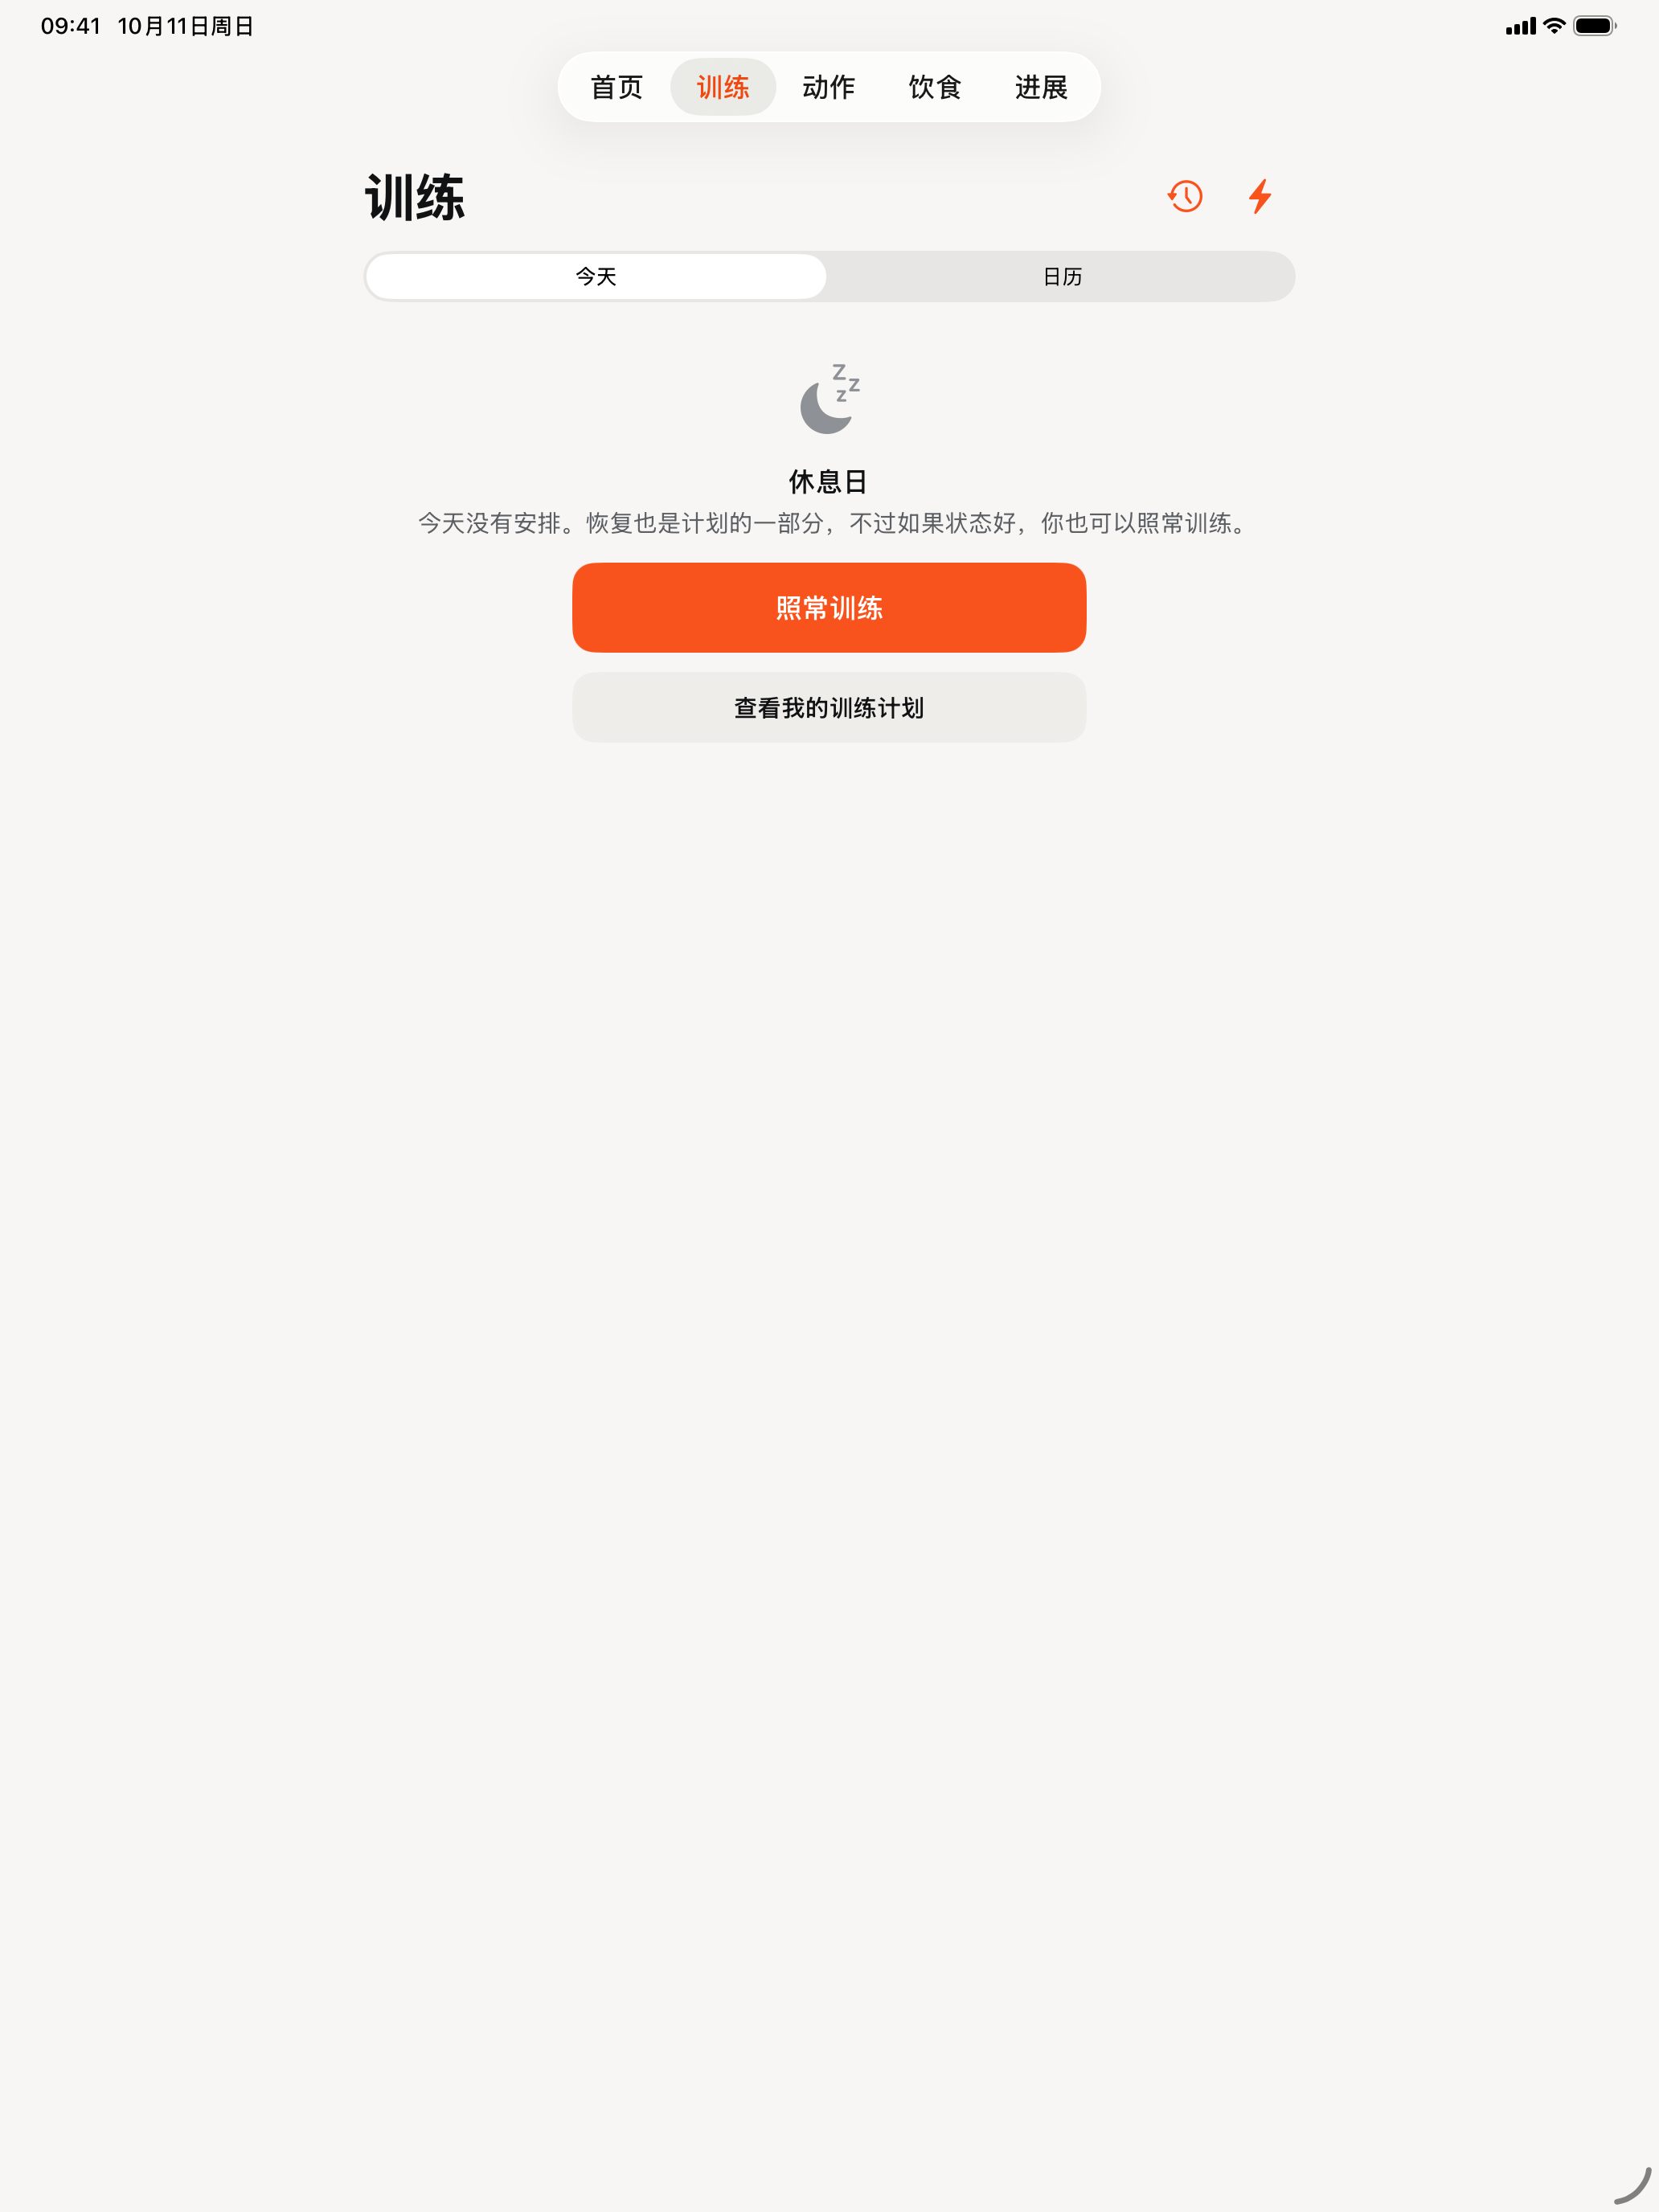 09:41 10月11日周日
首页 训练 动作 饮食 进展
训练
今天 日历
z z z
休息日
今天没有安排。恢复也是计划的一部分，不过如果状态好，你也可以照常训练。
照常训练
查看我的训练计划